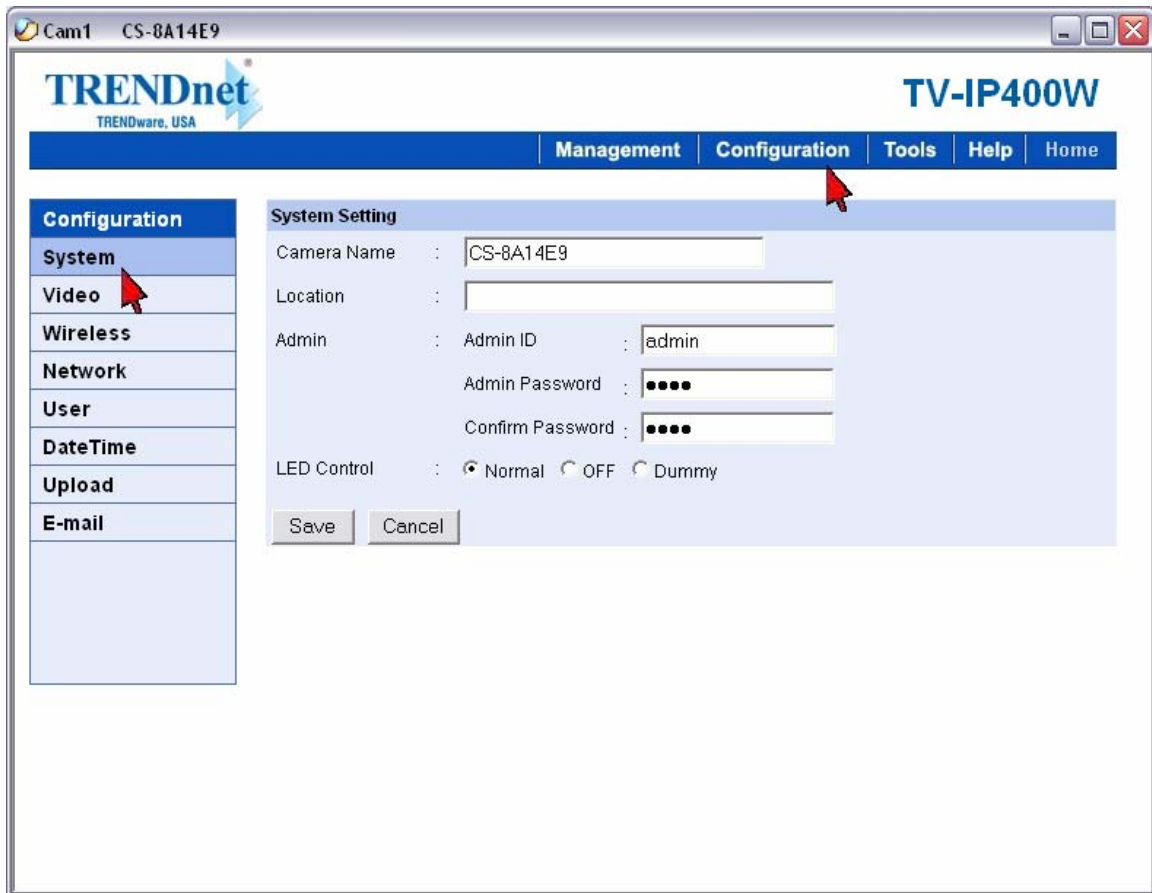 Cam1 CS-8A14E9
TRENDnet
TRENDware, USA
TV-IP400W
Management Configuration Tools Help Home
Configuration
System
Video
Wireless
Network
User
DateTime
Upload
E-mail
System Setting
Camera Name : CS-8A14E9
Location :
Admin : Admin ID : admin
Admin Password : ••••
Confirm Password : ••••
LED Control : Normal OFF Dummy
Save Cancel